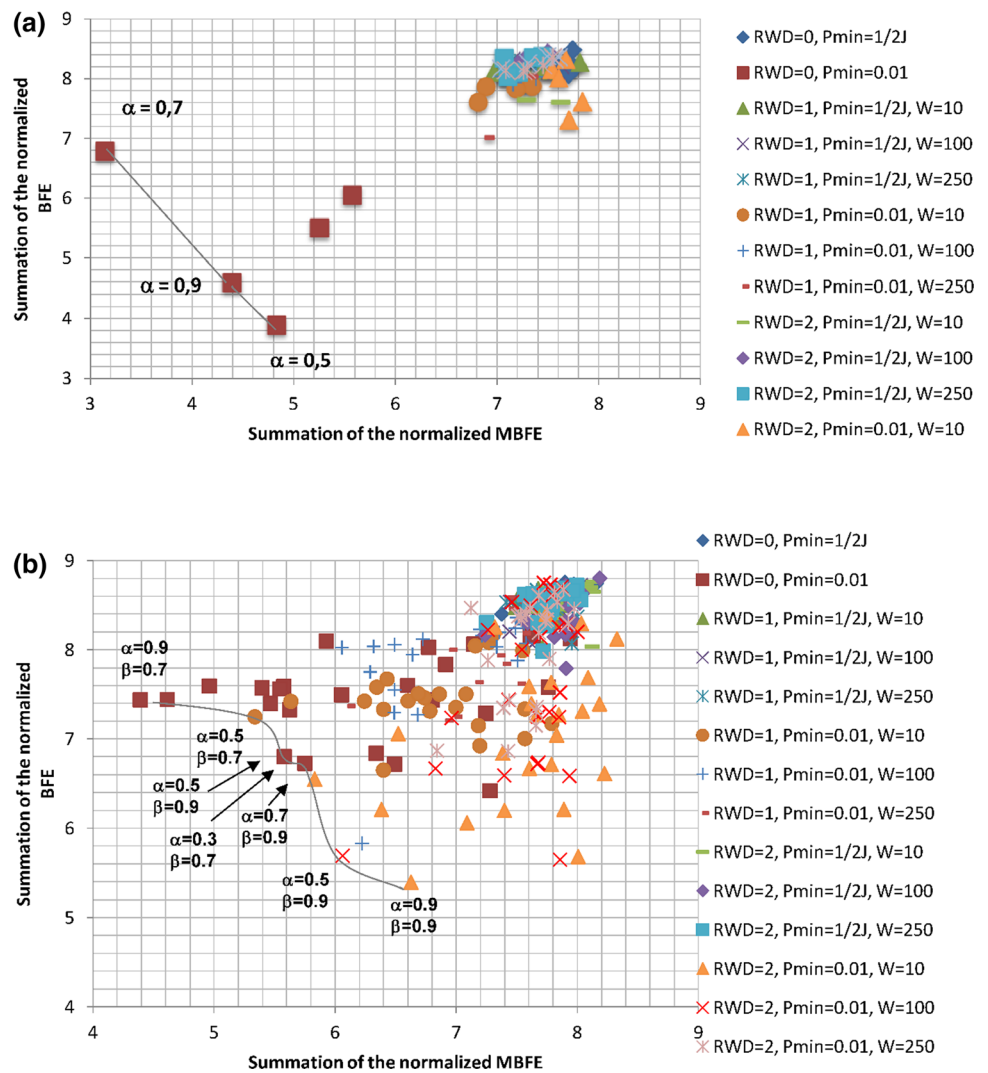 (a)
9
8
7
6
5
4
3
Summation of the normalized
BFE
α = 0,7
α = 0,9
α = 0,5
3 4 5 6 7 8 9
Summation of the normalized MBFE
RWD=0, Pmin=1/2J
RWD=0, Pmin=0.01
RWD=1, Pmin=1/2J, W=10
RWD=1, Pmin=1/2J, W=100
RWD=1, Pmin=1/2J, W=250
RWD=1, Pmin=0.01, W=10
RWD=1, Pmin=0.01, W=100
RWD=1, Pmin=0.01, W=250
RWD=2, Pmin=1/2J, W=10
RWD=2, Pmin=1/2J, W=100
RWD=2, Pmin=1/2J, W=250
RWD=2, Pmin=0.01, W=10
(b)
9
8
7
6
5
4
Summation of the normalized
BFE
α=0.9
β=0.7
α=0.5
β=0.7
α=0.5
β=0.9
α=0.3
β=0.7
α=0.7
β=0.9
α=0.5
β=0.9
α=0.9
β=0.9
4 5 6 7 8 9
Summation of the normalized MBFE
RWD=0, Pmin=1/2J
RWD=0, Pmin=0.01
RWD=1, Pmin=1/2J, W=10
RWD=1, Pmin=1/2J, W=100
RWD=1, Pmin=1/2J, W=250
RWD=1, Pmin=0.01, W=10
RWD=1, Pmin=0.01, W=100
RWD=1, Pmin=0.01, W=250
RWD=2, Pmin=1/2J, W=10
RWD=2, Pmin=1/2J, W=100
RWD=2, Pmin=1/2J, W=250
RWD=2, Pmin=0.01, W=10
RWD=2, Pmin=0.01, W=100
RWD=2, Pmin=0.01, W=250